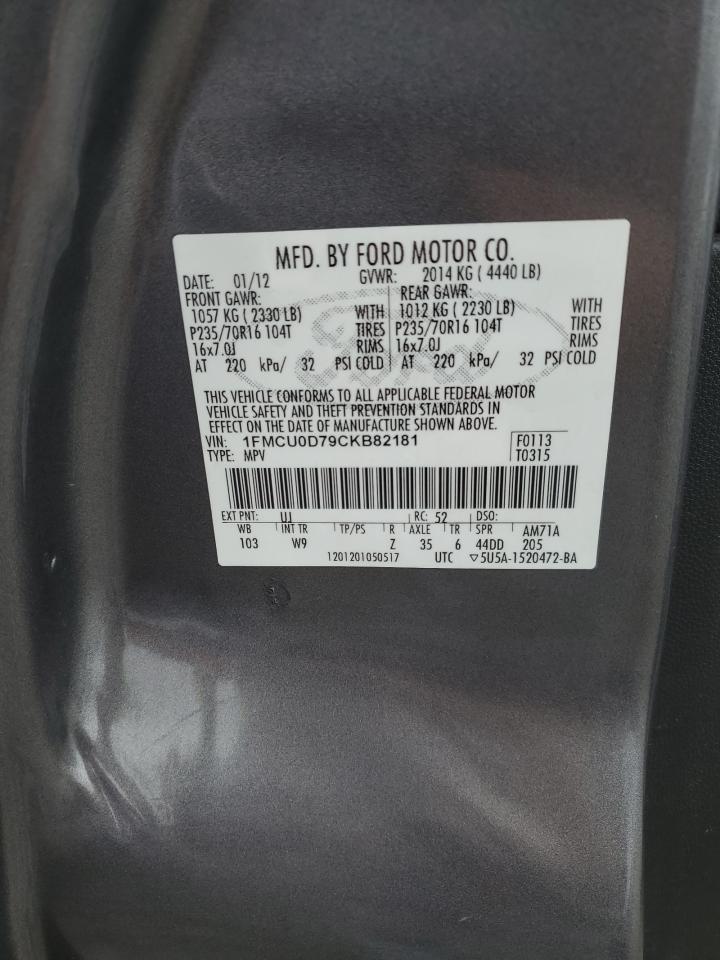 MFD. BY FORD MOTOR CO.
DATE: 01/12 GVWR: 2014 KG ( 4440 LB)
FRONT GAWR: REAR GAWR:
1057 KG ( 2330 LB) WITH 1012 KG ( 2230 LB) WITH
P235/70R16 104T TIRES P235/70R16 104T TIRES
16x7.0J RIMS 16x7.0J RIMS
AT 220 kPa/ 32 PSI COLD AT 220 kPa/ 32 PSI COLD
Ford
THIS VEHICLE CONFORMS TO ALL APPLICABLE FEDERAL MOTOR
VEHICLE SAFETY AND THEFT PREVENTION STANDARDS IN
EFFECT ON THE DATE OF MANUFACTURE SHOWN ABOVE.
VIN: 1FMCU0D79CKB82181 F0113
TYPE: MPV T0315
EXT PNT: UJ RC: 52 DSO:
WB INT TR TP/PS R AXLE TR SPR AM71A
103 W9 Z 35 6 44DD 205
1201201050517 UTC ▽5U5A-1520472-BA